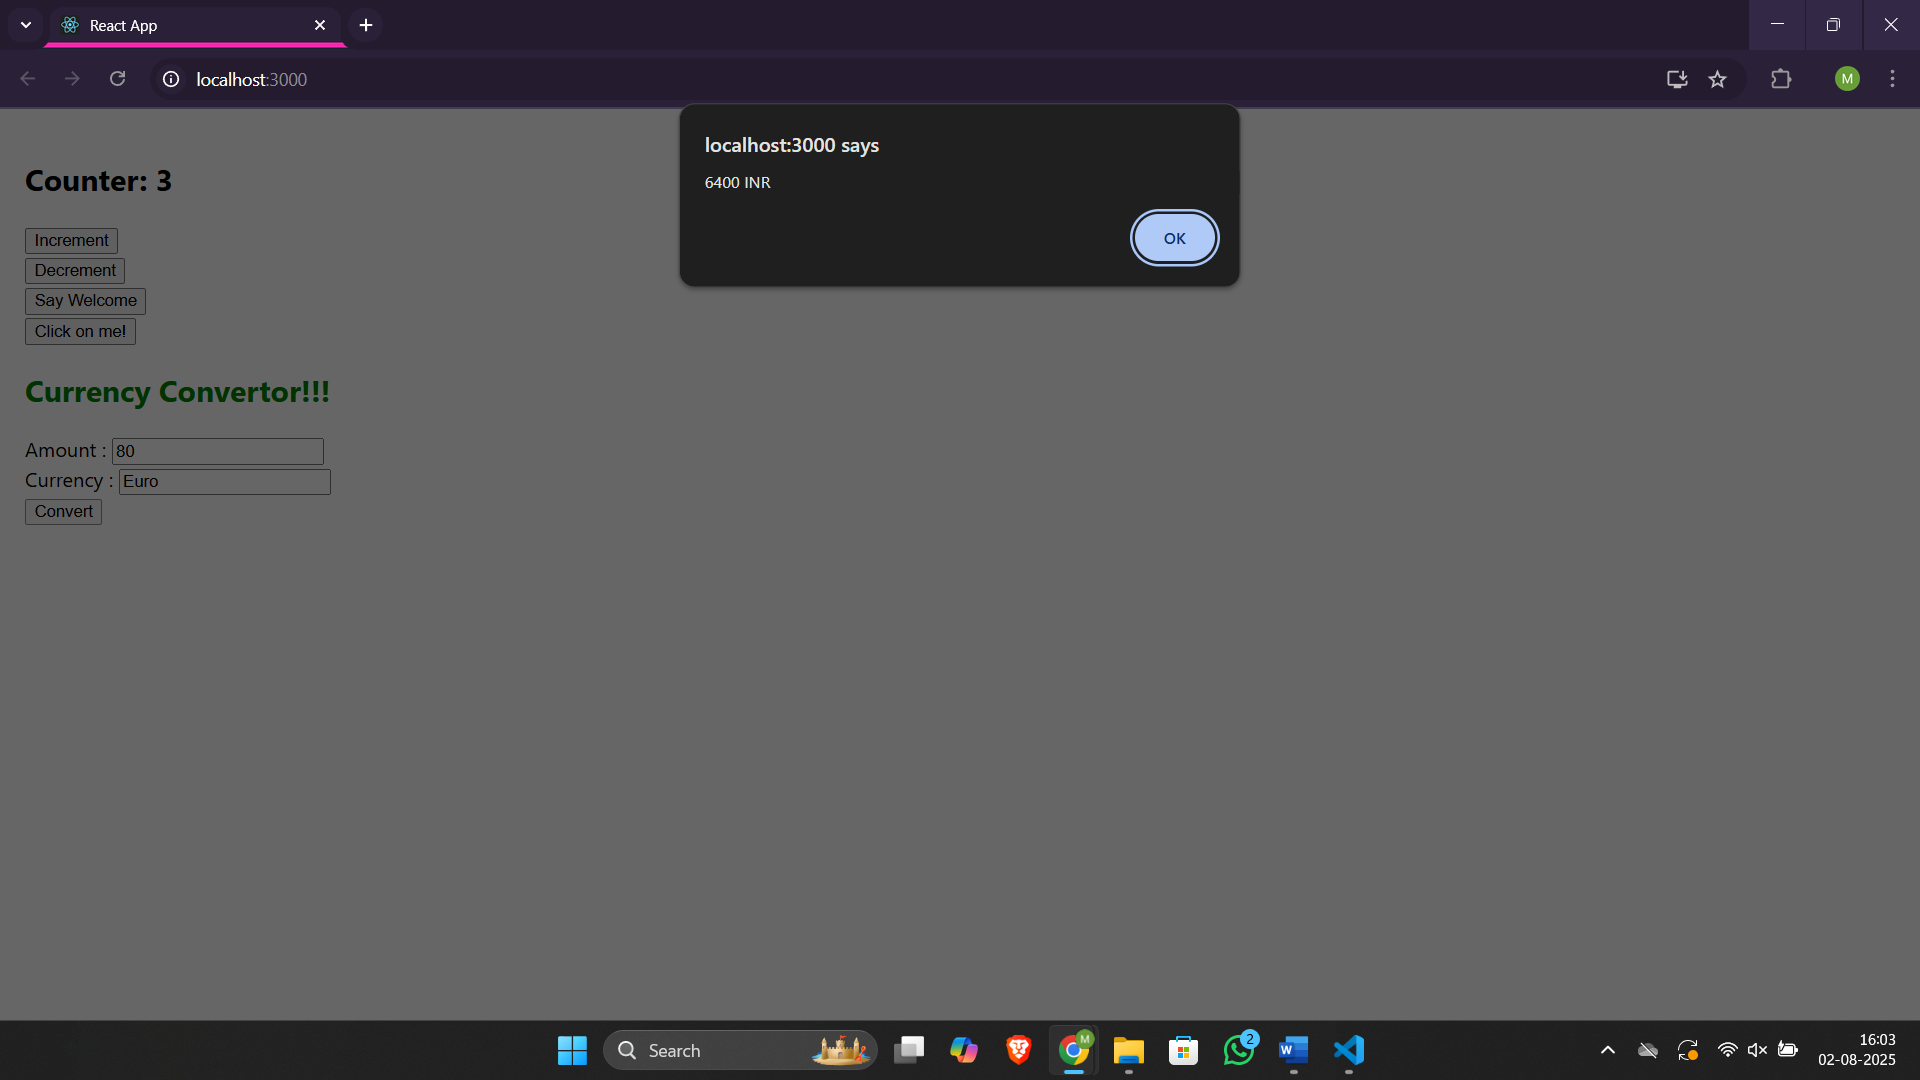 React App
localhost:3000
M
localhost:3000 says
6400 INR
OK
Counter: 3
Increment
Decrement
Say Welcome
Click on me!
Currency Convertor!!!
Amount : 80
Currency : Euro
Convert
Search
M
2
W
16:03
02-08-2025